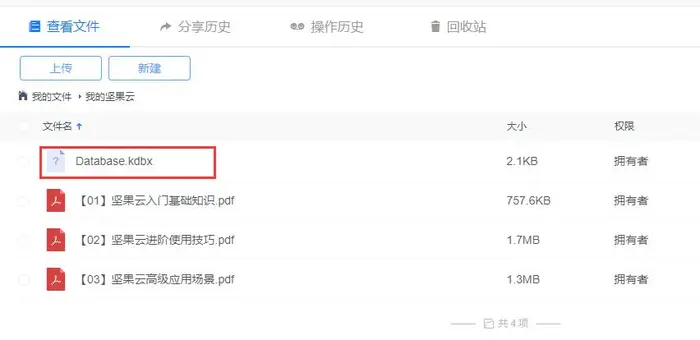 查看文件 分享历史 操作历史 回收站
上传 新建
我的文件 我的坚果云
文件名 大小 权限
Database.kdbx 2.1KB 拥有者
【01】坚果云入门基础知识.pdf 757.6KB 拥有者
【02】坚果云进阶使用技巧.pdf 1.7MB 拥有者
【03】坚果云高级应用场景.pdf 1.3MB 拥有者
共4项